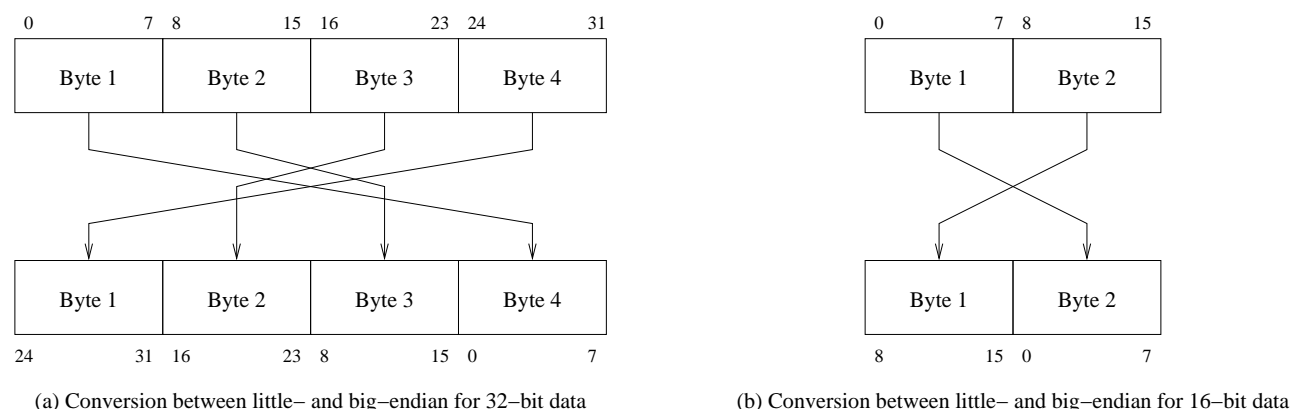 0 7 8 15 16 23 24 31 0 7 8 15
Byte 1 Byte 2 Byte 3 Byte 4 Byte 1 Byte 2
Byte 1 Byte 2 Byte 3 Byte 4 Byte 1 Byte 2
24 31 16 23 8 15 0 7 8 15 0 7
(a) Conversion between little− and big−endian for 32−bit data
(b) Conversion between little− and big−endian for 16−bit data